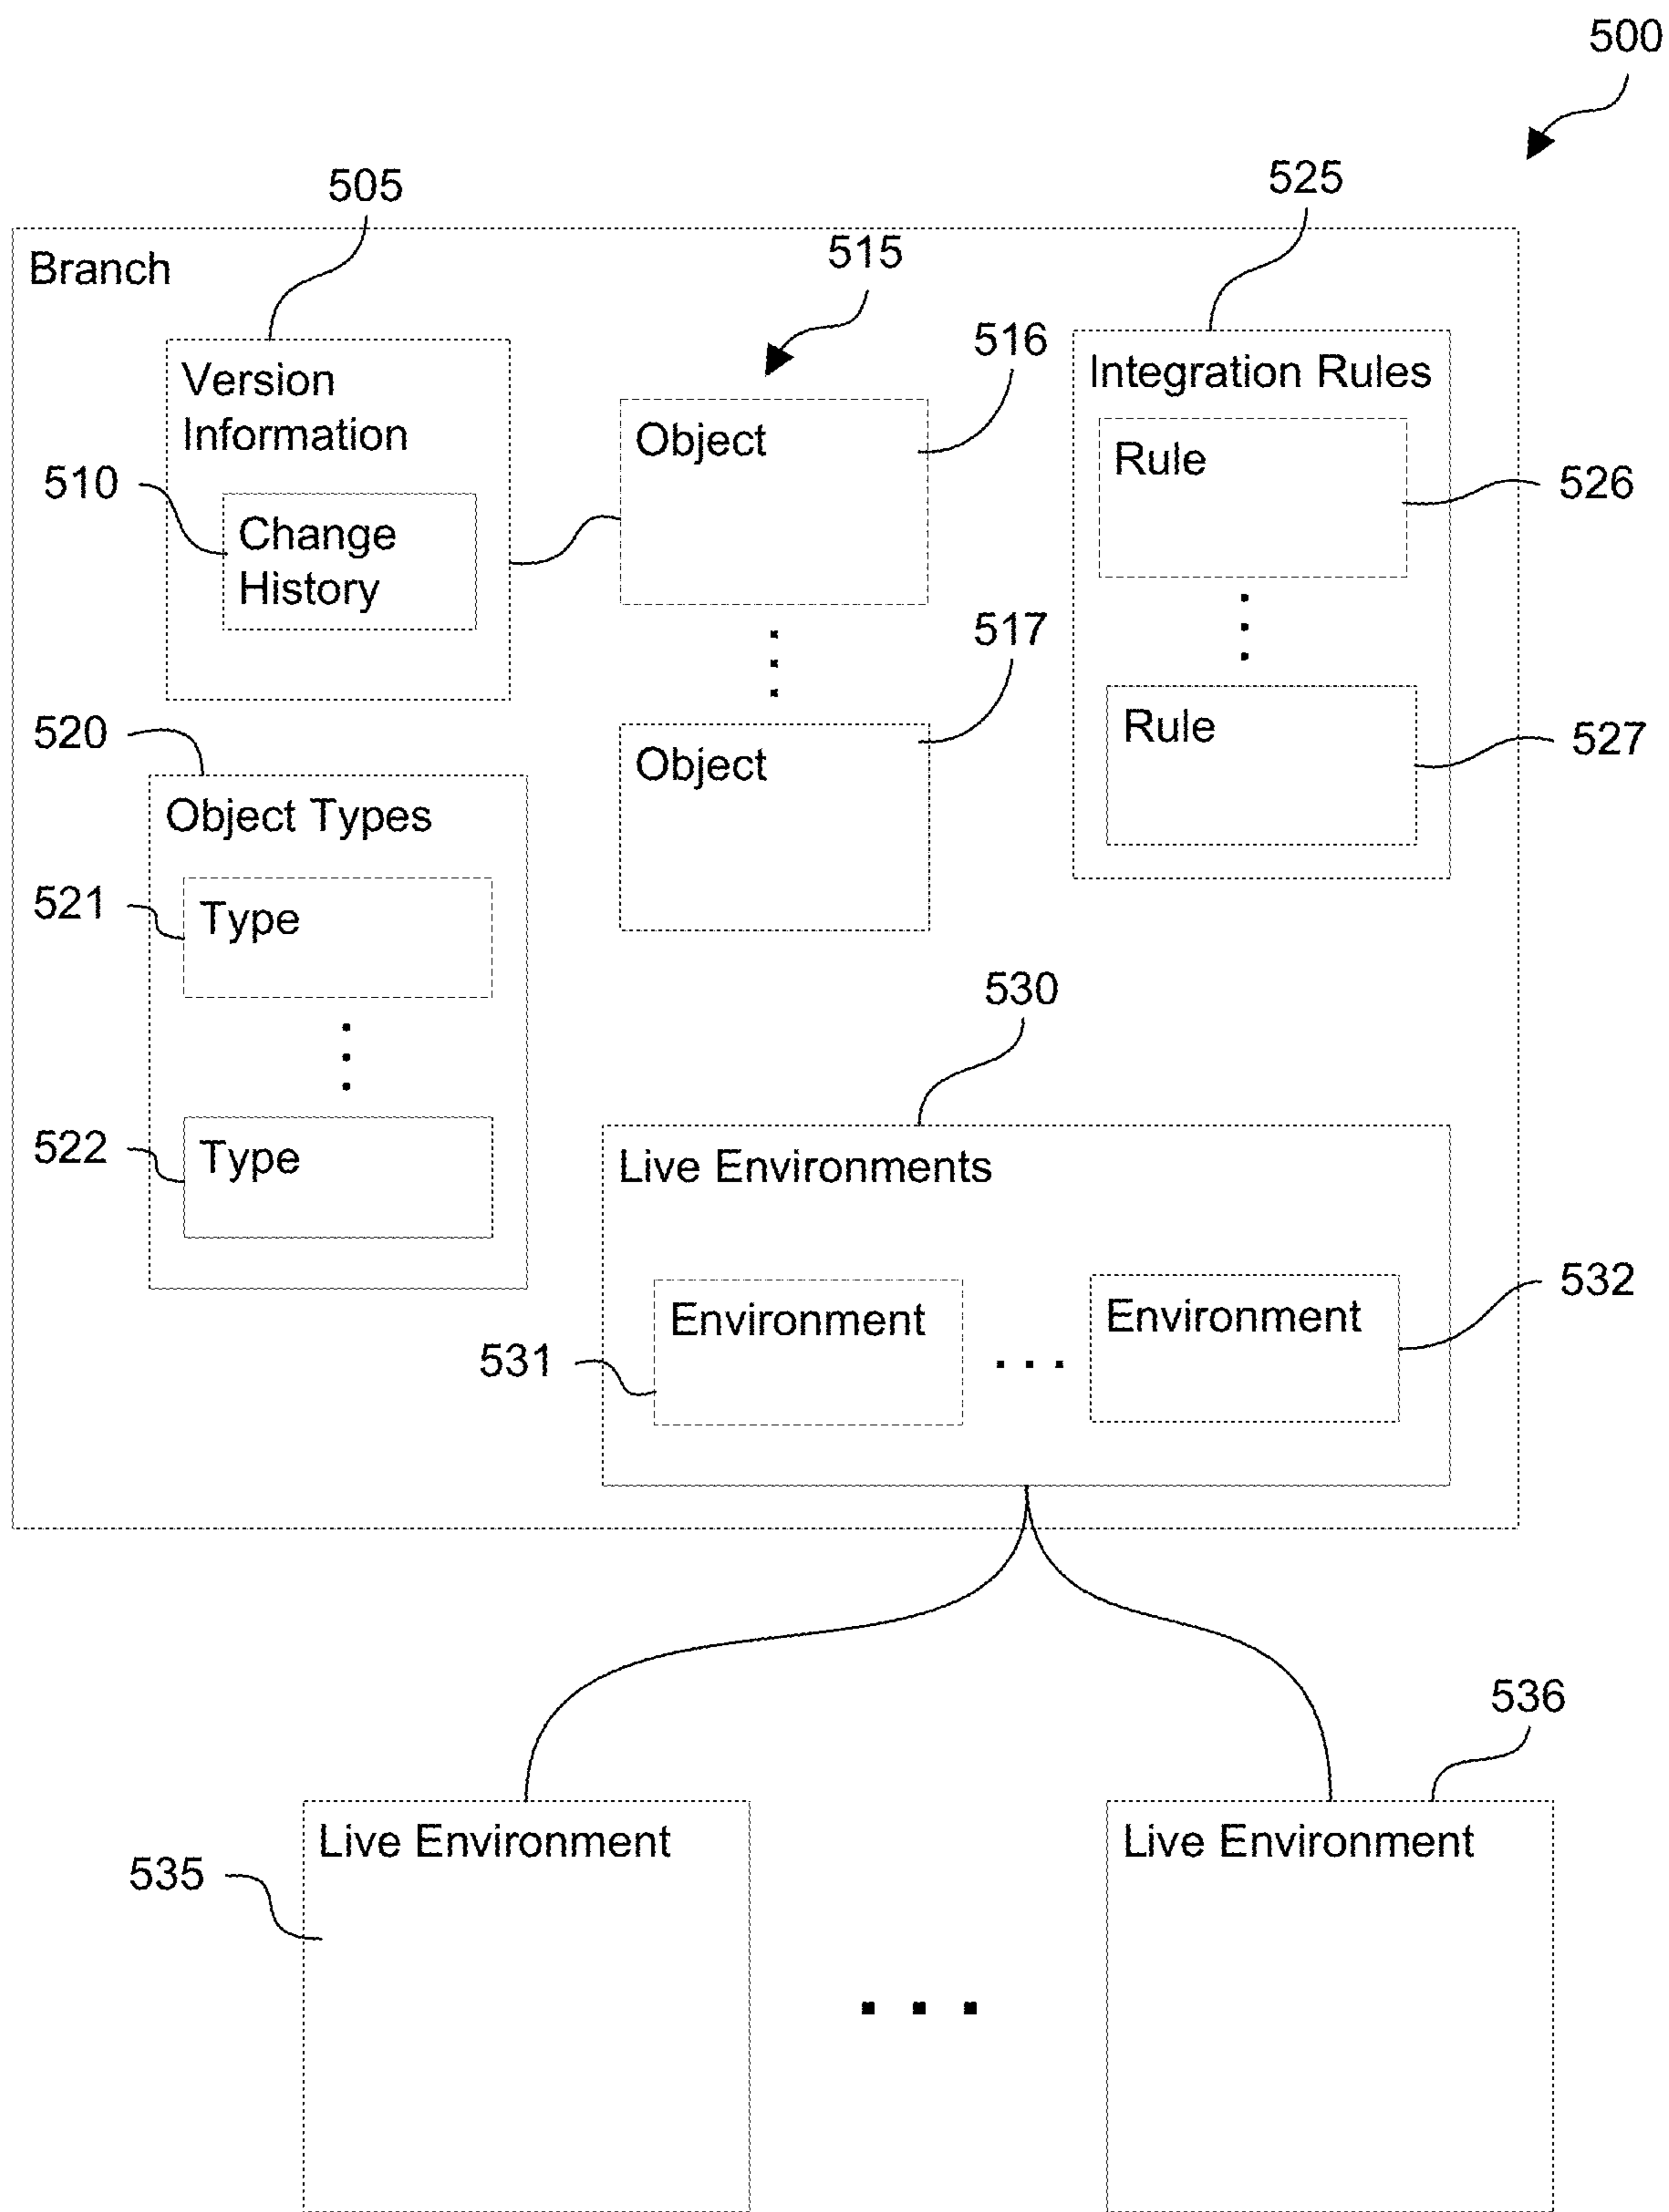 500
505
525
Branch
515
516
Version
Information
Object
Integration Rules
Rule
510
526
Change
History
517
520
Object
Rule
527
Object Types
521
Type
530
522
Type
Live Environments
532
Environment
Environment
531
. . .
536
Live Environment
Live Environment
535
. . .